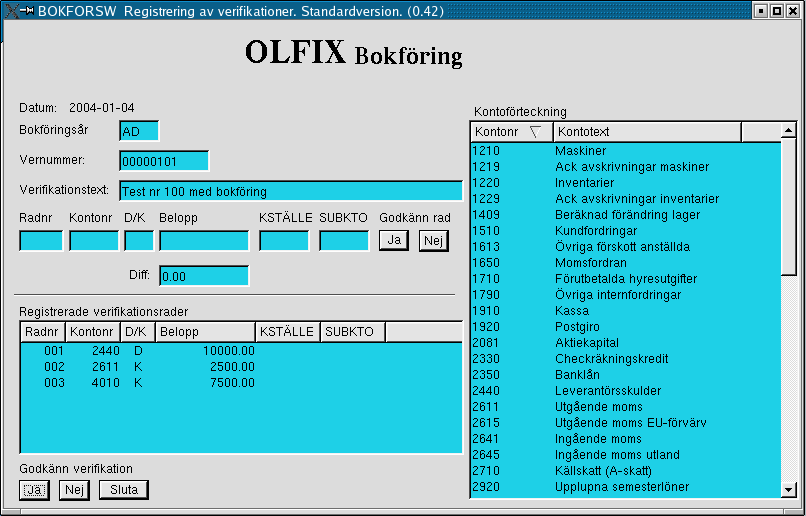 BOKFORSW Registrering av verifikationer. Standardversion. (0.42)
OLFIX Bokföring
Datum: 2004-01-04
Bokföringsår AD
Vernummer: 00000101
Verifikationstext: Test nr 100 med bokföring
Radnr Kontonr D/K Belopp KSTÄLLE SUBKTO Godkänn rad
Ja Nej
Diff: 0.00
Registrerade verifikationsrader
Radnr Kontonr D/K Belopp KSTÄLLE SUBKTO
001 2440 D 10000.00
002 2611 K 2500.00
003 4010 K 7500.00
Godkänn verifikation
Ja Nej Sluta
Kontoförteckning
Kontonr Kontotext
1210 Maskiner
1219 Ack avskrivningar maskiner
1220 Inventarier
1229 Ack avskrivningar inventarier
1409 Beräknad förändring lager
1510 Kundfordringar
1613 Övriga förskott anställda
1650 Momsfordran
1710 Förutbetalda hyresutgifter
1790 Övriga internfordringar
1910 Kassa
1920 Postgiro
2081 Aktiekapital
2330 Checkräkningskredit
2350 Banklån
2440 Leverantörsskulder
2611 Utgående moms
2615 Utgående moms EU-förvärv
2641 Ingående moms
2645 Ingående moms utland
2710 Källskatt (A-skatt)
2920 Upplupna semesterlöner